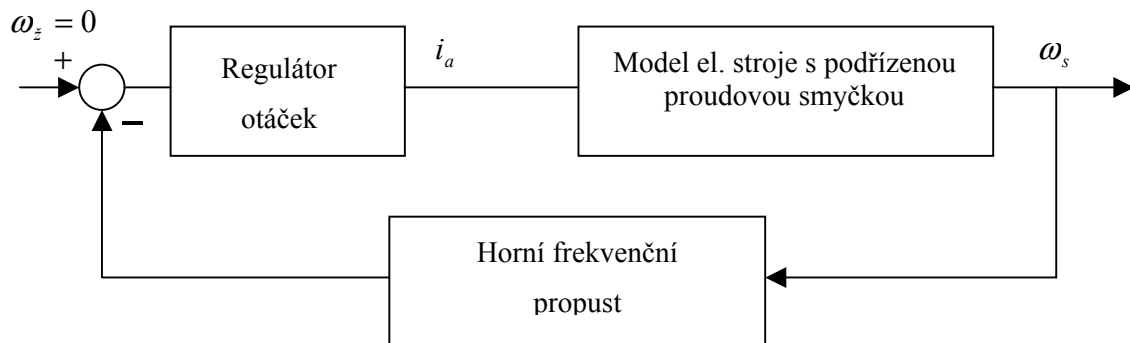 ω_ž = 0
+
−
Regulátor
otáček
i_a
Model el. stroje s podřízenou
proudovou smyčkou
ω_s
Horní frekvenční
propust